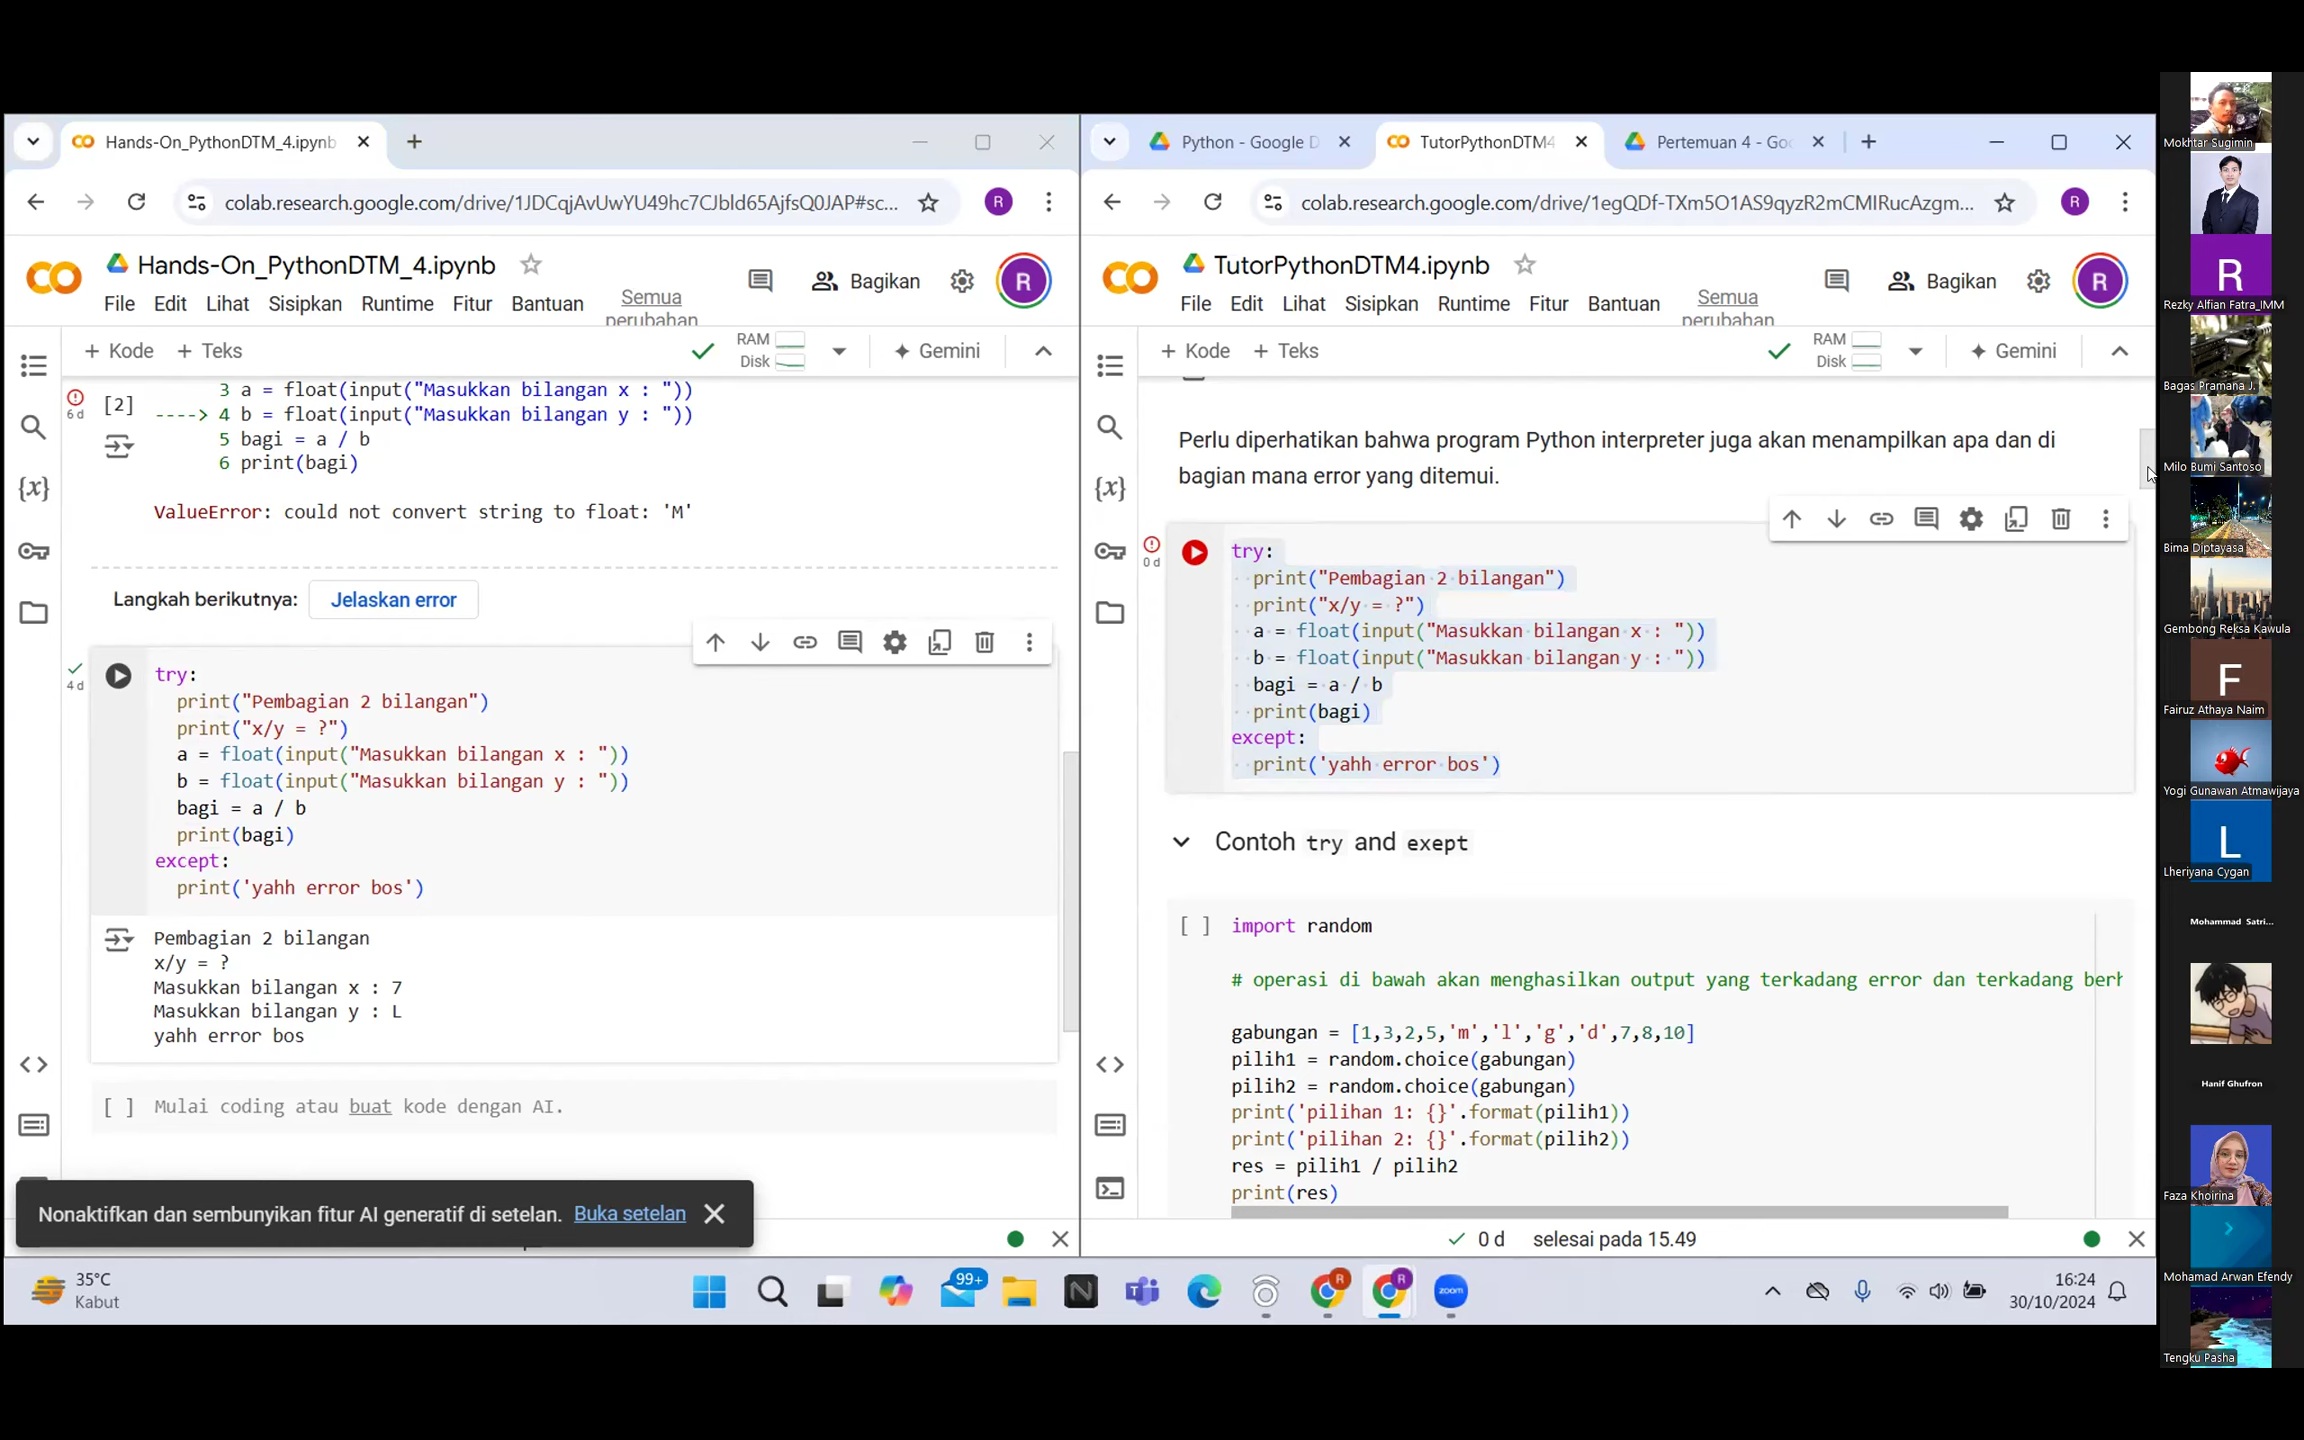 Hands-On_PythonDTM_4.ipynb
colab.research.google.com/drive/1JDCqjAvUwYU49hc7CJbld65AjfsQ0JAP#sc...
R
Hands-On_PythonDTM_4.ipynb
Bagikan
R
File Edit Lihat Sisipkan Runtime Fitur Bantuan
Semua
perubahan
+ Kode + Teks
RAM
Disk
Gemini
6 d
[2]
3 a = float(input("Masukkan bilangan x : "))
----> 4 b = float(input("Masukkan bilangan y : "))
5 bagi = a / b
6 print(bagi)
ValueError: could not convert string to float: 'M'
Langkah berikutnya: Jelaskan error
4 d
try:
print("Pembagian 2 bilangan")
print("x/y = ?")
a = float(input("Masukkan bilangan x : "))
b = float(input("Masukkan bilangan y : "))
bagi = a / b
print(bagi)
except:
print('yahh error bos')
Pembagian 2 bilangan
x/y = ?
Masukkan bilangan x : 7
Masukkan bilangan y : L
yahh error bos
[ ] Mulai coding atau buat kode dengan AI.
Nonaktifkan dan sembunyikan fitur AI generatif di setelan. Buka setelan
Python - Google D
TutorPythonDTM4
Pertemuan 4 - Goo
colab.research.google.com/drive/1egQDf-TXm5O1AS9qyzR2mCMIRucAzgm...
R
TutorPythonDTM4.ipynb
Bagikan
R
File Edit Lihat Sisipkan Runtime Fitur Bantuan
Semua
perubahan
+ Kode + Teks
RAM
Disk
Gemini
Perlu diperhatikan bahwa program Python interpreter juga akan menampilkan apa dan di
bagian mana error yang ditemui.
0 d
try:
print("Pembagian 2 bilangan")
print("x/y = ?")
a = float(input("Masukkan bilangan x : "))
b = float(input("Masukkan bilangan y : "))
bagi = a / b
print(bagi)
except:
print('yahh error bos')
Contoh try and exept
[ ] import random
# operasi di bawah akan menghasilkan output yang terkadang error dan terkadang berh
gabungan = [1,3,2,5,'m','l','g','d',7,8,10]
pilih1 = random.choice(gabungan)
pilih2 = random.choice(gabungan)
print('pilihan 1: {}'.format(pilih1))
print('pilihan 2: {}'.format(pilih2))
res = pilih1 / pilih2
print(res)
0 d selesai pada 15.49
35°C
Kabut
99+
R
R
zoom
16:24
30/10/2024
Mokhtar Sugimin
R
Rezky Alfian Fatra_IMM
Bagas Pramana J.
Milo Bumi Santoso
Bima Diptayasa
Gembong Reksa Kawula
F
Fairuz Athaya Naim
Yogi Gunawan Atmawijaya
L
Lheriyana Cygan
Mohammad Satri...
Hanif Ghufron
Faza Khoirina
Mohamad Arwan Efendy
Tengku Pasha